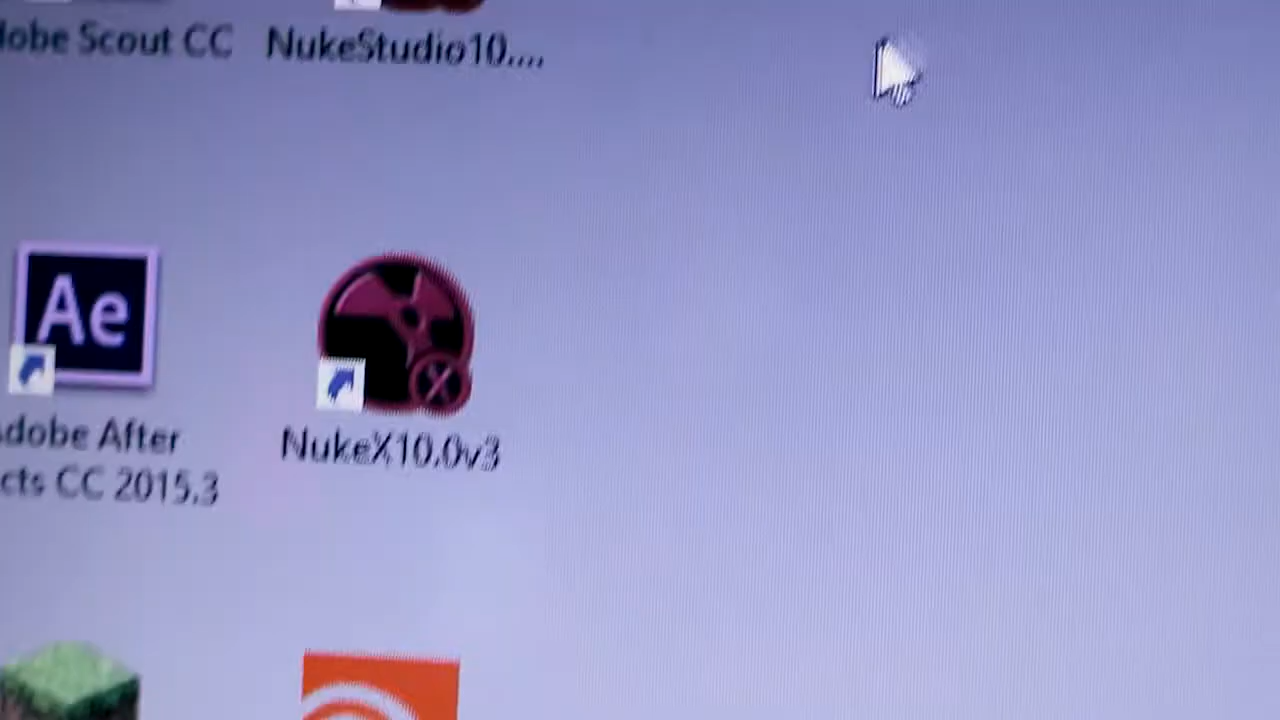 dobe Scout CC
NukeStudio10....
Ae
NukeX10.0v3
dobe After
cts CC 2015.3